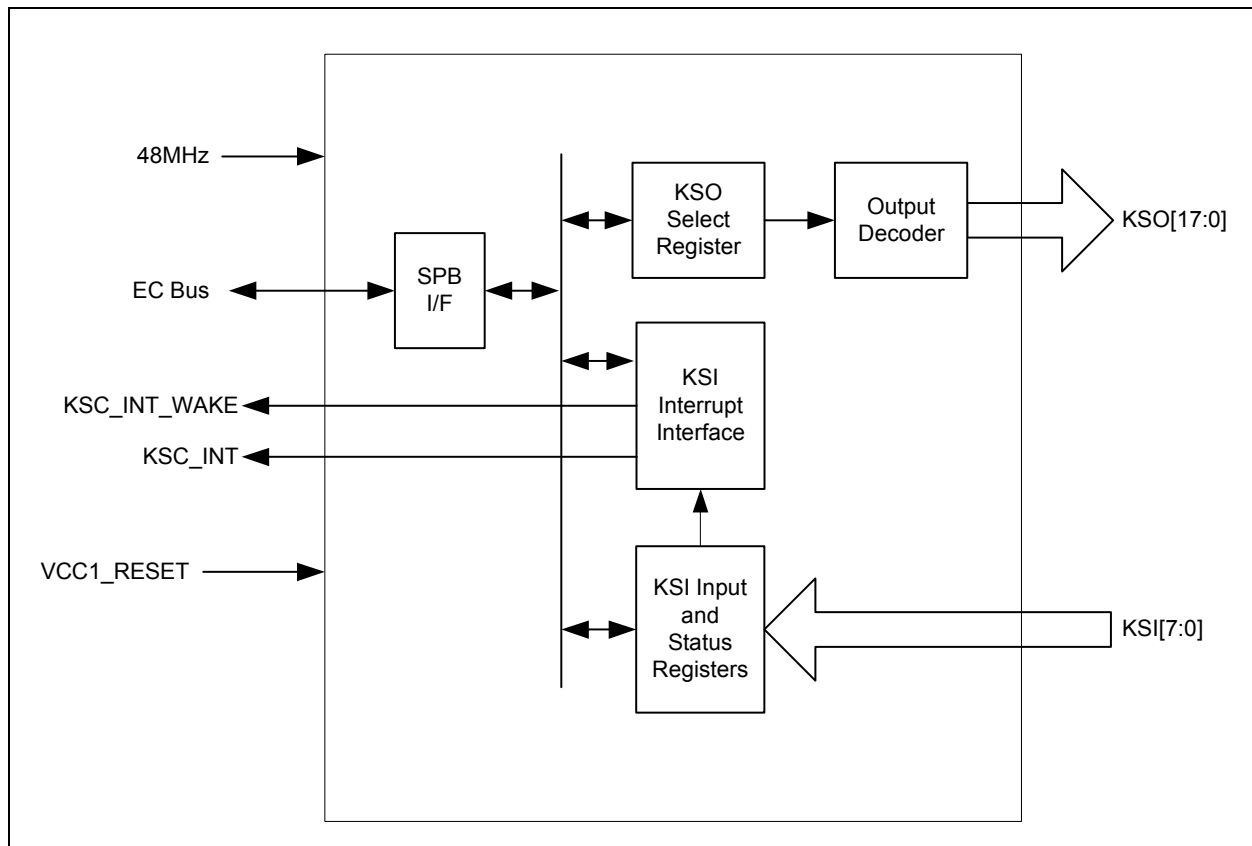 48MHz
EC Bus
KSC_INT_WAKE
KSC_INT
VCC1_RESET
SPB
I/F
KSO
Select
Register
Output
Decoder
KSO[17:0]
KSI
Interrupt
Interface
KSI Input
and
Status
Registers
KSI[7:0]